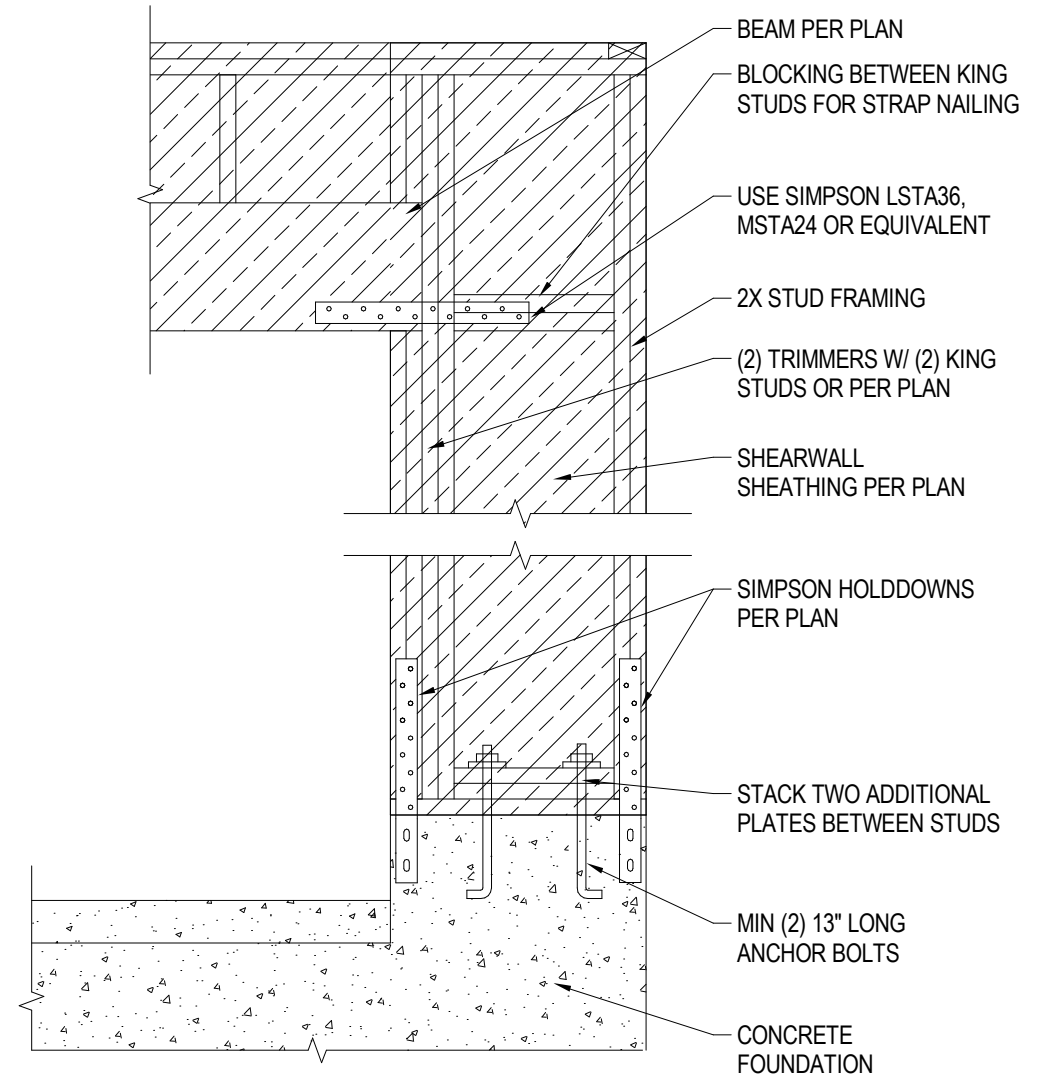 BEAM PER PLAN
BLOCKING BETWEEN KING
STUDS FOR STRAP NAILING
USE SIMPSON LSTA36,
MSTA24 OR EQUIVALENT
2X STUD FRAMING
(2) TRIMMERS W/ (2) KING
STUDS OR PER PLAN
SHEARWALL
SHEATHING PER PLAN
SIMPSON HOLDDOWNS
PER PLAN
STACK TWO ADDITIONAL
PLATES BETWEEN STUDS
MIN (2) 13" LONG
ANCHOR BOLTS
CONCRETE
FOUNDATION